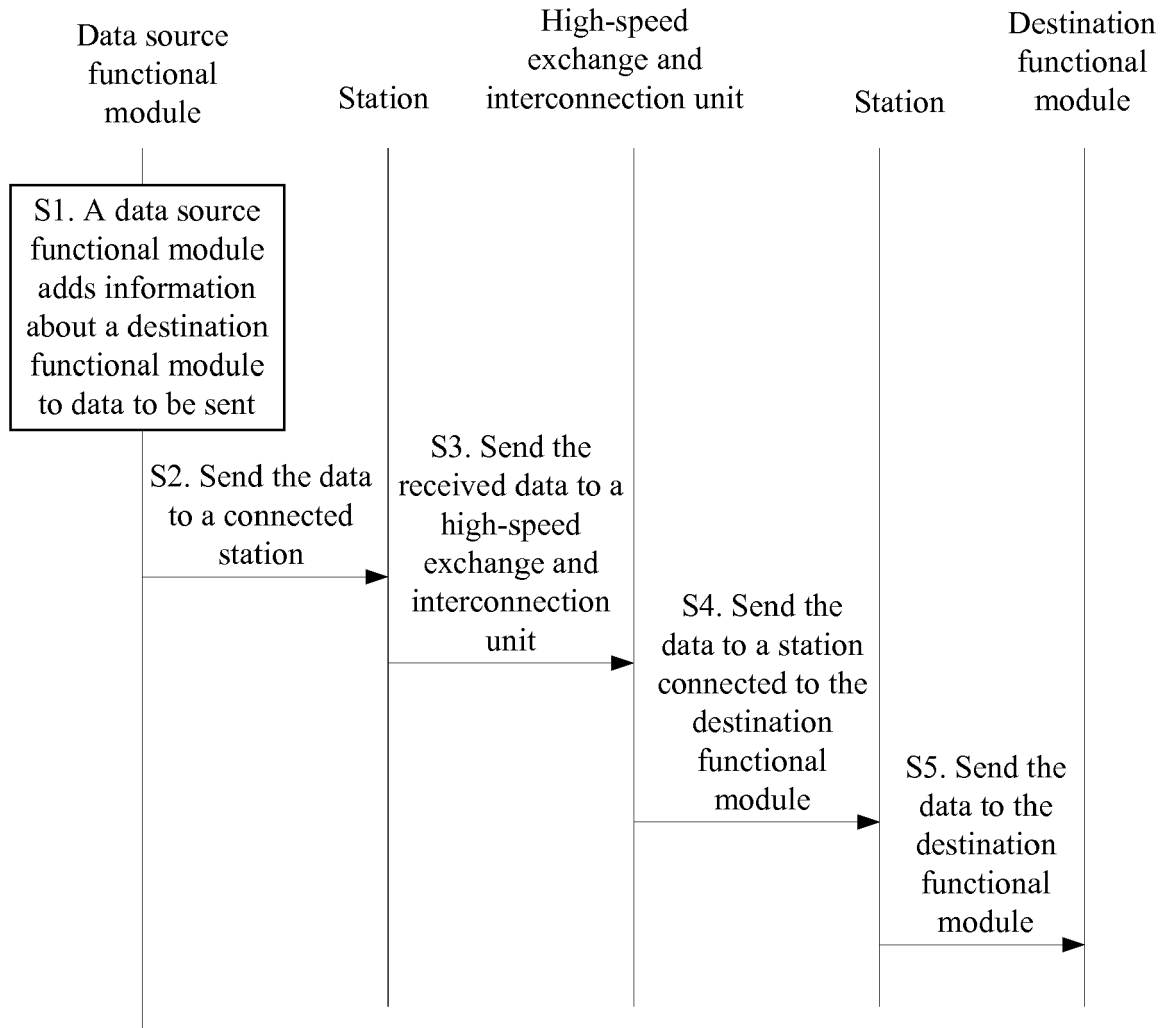 Data source
functional
module
Station
High-speed
exchange and
interconnection unit
Station
Destination
functional
module
S1. A data source
functional module
adds information
about a destination
functional module
to data to be sent
S2. Send the data
to a connected
station
S3. Send the
received data to a
high-speed
exchange and
interconnection
unit
S4. Send the
data to a station
connected to the
destination
functional
module
S5. Send the
data to the
destination
functional
module